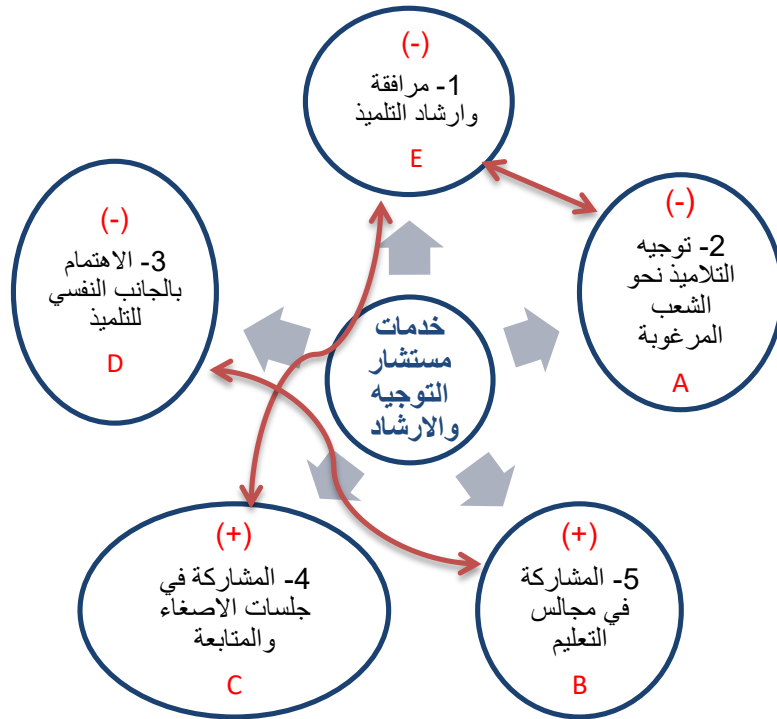 (-)
1- مرافقة
وارشاد التلميذ
E
(-)
2- توجيه
التلاميذ نحو
الشعب
المرغوبة
A
(-)
3- الاهتمام
بالجانب النفسي
للتلميذ
D
خدمات
مستشار
التوجيه
والارشاد
(+)
4- المشاركة في
جلسات الاصغاء
والمتابعة
C
(+)
5- المشاركة
في مجالس
التعليم
B